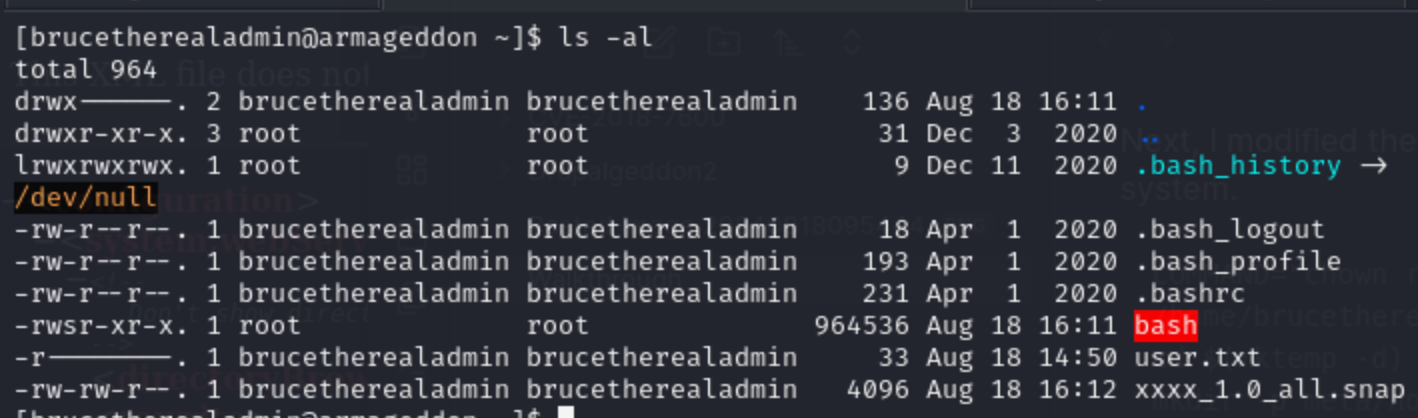 [brucetherealadmin@armageddon ~]$ ls -al
total 964
drwx------. 2 brucetherealadmin brucetherealadmin    136 Aug 18 16:11 .
drwxr-xr-x. 3 root              root                  31 Dec  3  2020 ..
lrwxrwxrwx. 1 root              root                   9 Dec 11  2020 .bash_history →
/dev/null
-rw-r--r--. 1 brucetherealadmin brucetherealadmin     18 Apr  1  2020 .bash_logout
-rw-r--r--. 1 brucetherealadmin brucetherealadmin    193 Apr  1  2020 .bash_profile
-rw-r--r--. 1 brucetherealadmin brucetherealadmin    231 Apr  1  2020 .bashrc
-rwsr-xr-x. 1 root              root              964536 Aug 18 16:11 bash
-r--------. 1 brucetherealadmin brucetherealadmin     33 Aug 18 14:50 user.txt
-rw-rw-r--. 1 brucetherealadmin brucetherealadmin   4096 Aug 18 16:12 xxxx_1.0_all.snap
[brucetherealadmin@armageddon ~]$